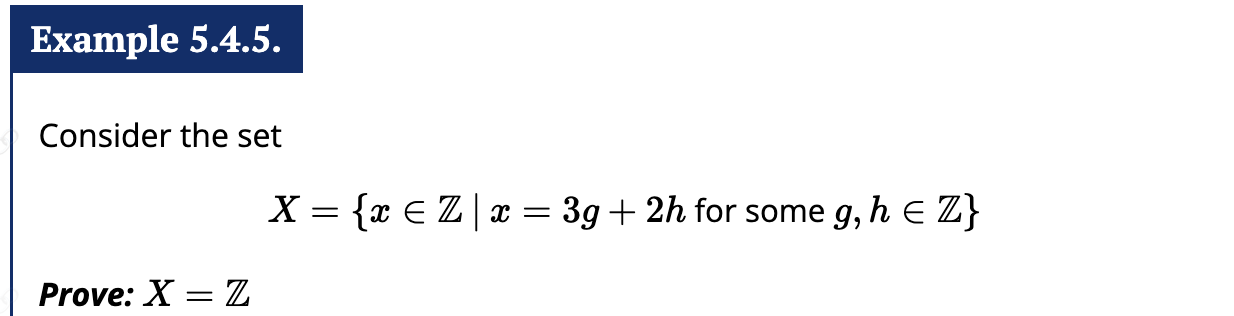 Example 5.4.5.
Consider the set
X = {x ∈ ℤ | x = 3g + 2h for some g, h ∈ ℤ}
Prove: X = ℤ